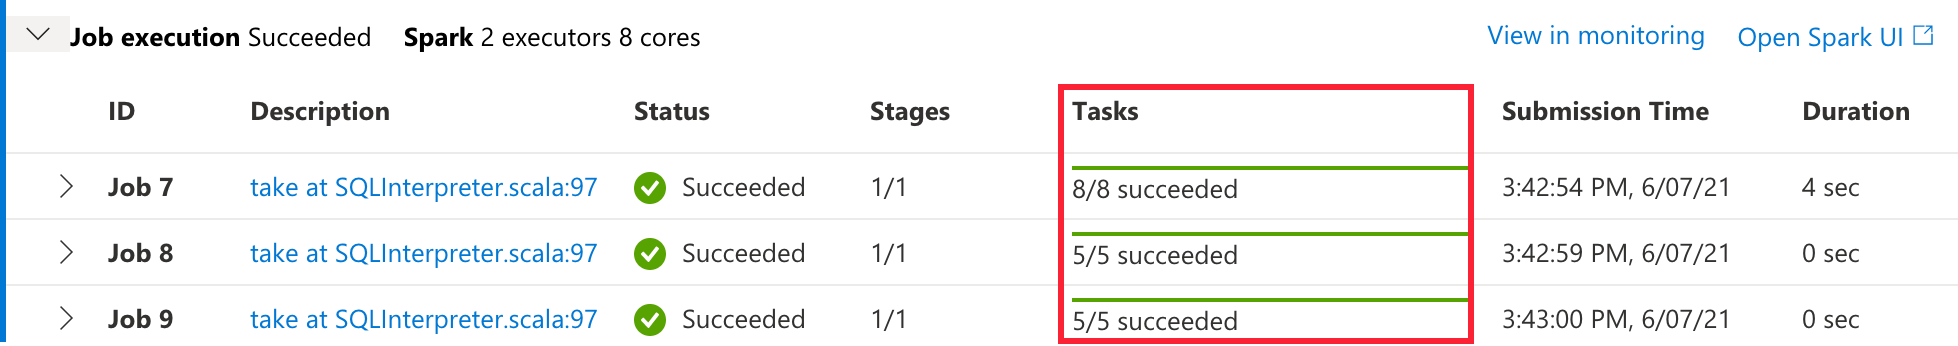 Job execution Succeeded Spark 2 executors 8 cores View in monitoring Open Spark UI
ID Description Status Stages Tasks Submission Time Duration
Job 7 take at SQLInterpreter.scala:97 Succeeded 1/1 8/8 succeeded 3:42:54 PM, 6/07/21 4 sec
Job 8 take at SQLInterpreter.scala:97 Succeeded 1/1 5/5 succeeded 3:42:59 PM, 6/07/21 0 sec
Job 9 take at SQLInterpreter.scala:97 Succeeded 1/1 5/5 succeeded 3:43:00 PM, 6/07/21 0 sec